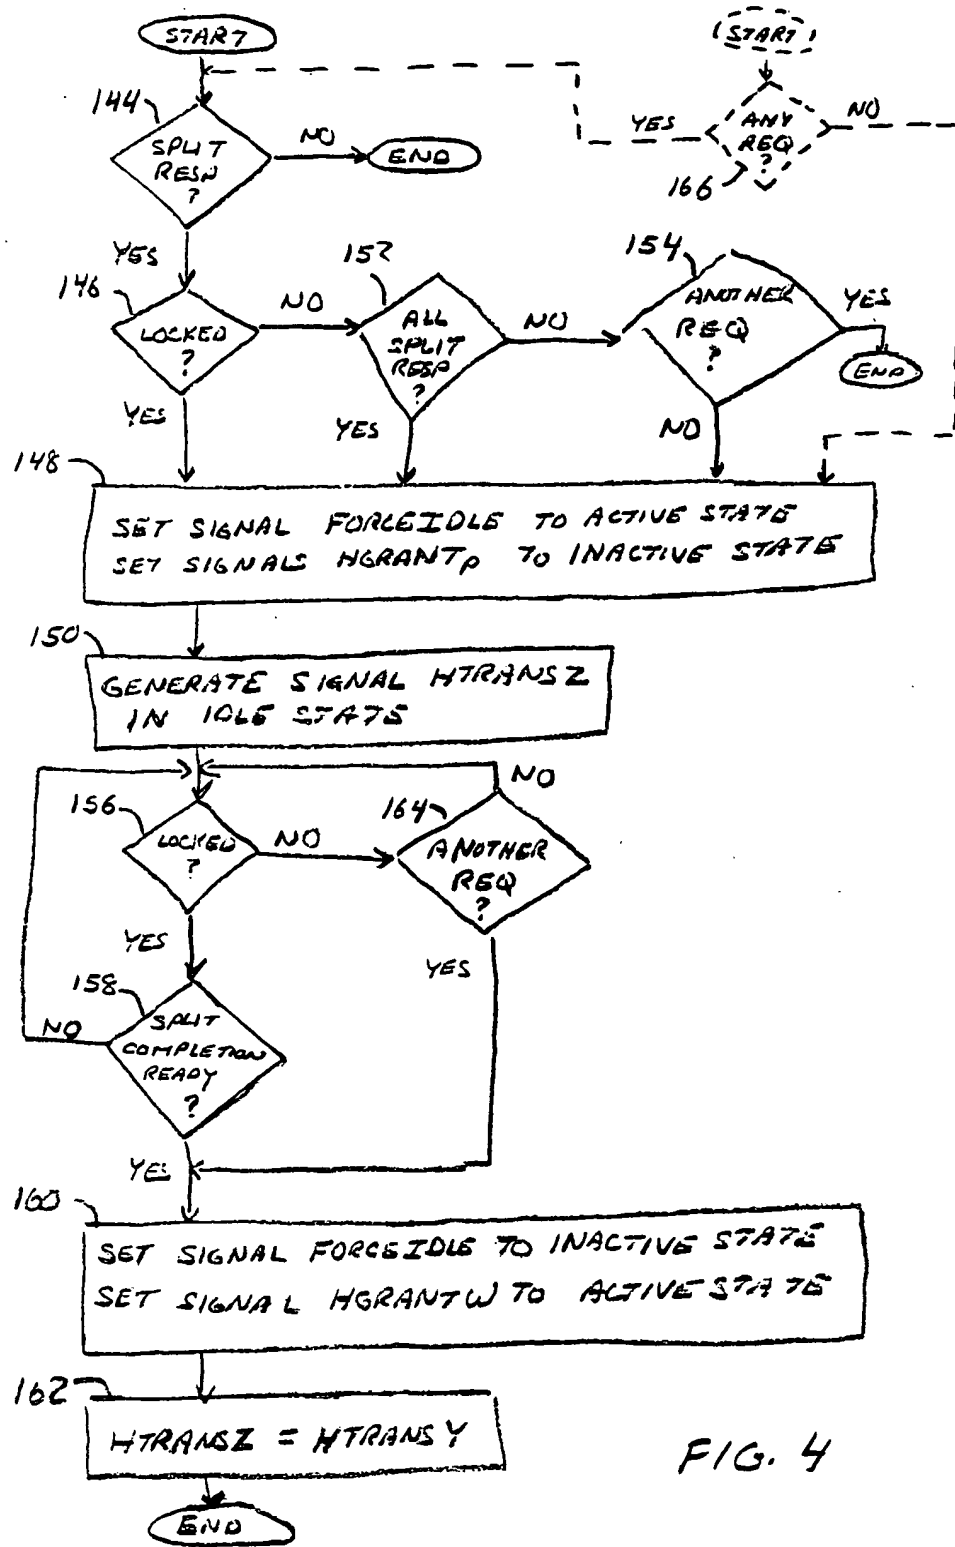 START
(START)
144
SPLIT
RESN
?
NO
END
YES
ANY
REQ
?
NO
166
YES
146
LOCKED
?
NO
152
ALL
SPLIT
RESP
?
NO
154
ANOTHER
REQ
?
YES
END
YES
YES
NO
148
SET SIGNAL FORCEIDLE TO ACTIVE STATE
SET SIGNALS HGRANTp TO INACTIVE STATE
150
GENERATE SIGNAL HTRANSZ
IN IDLE STATE
156
LOCKED
?
NO
164
ANOTHER
REQ
?
NO
YES
YES
158
SPLIT
COMPLETION
READY
?
NO
YES
160
SET SIGNAL FORCEIDLE TO INACTIVE STATE
SET SIGNAL HGRANTW TO ACTIVE STATE
162
HTRANSZ = HTRANSY
END
FIG. 4